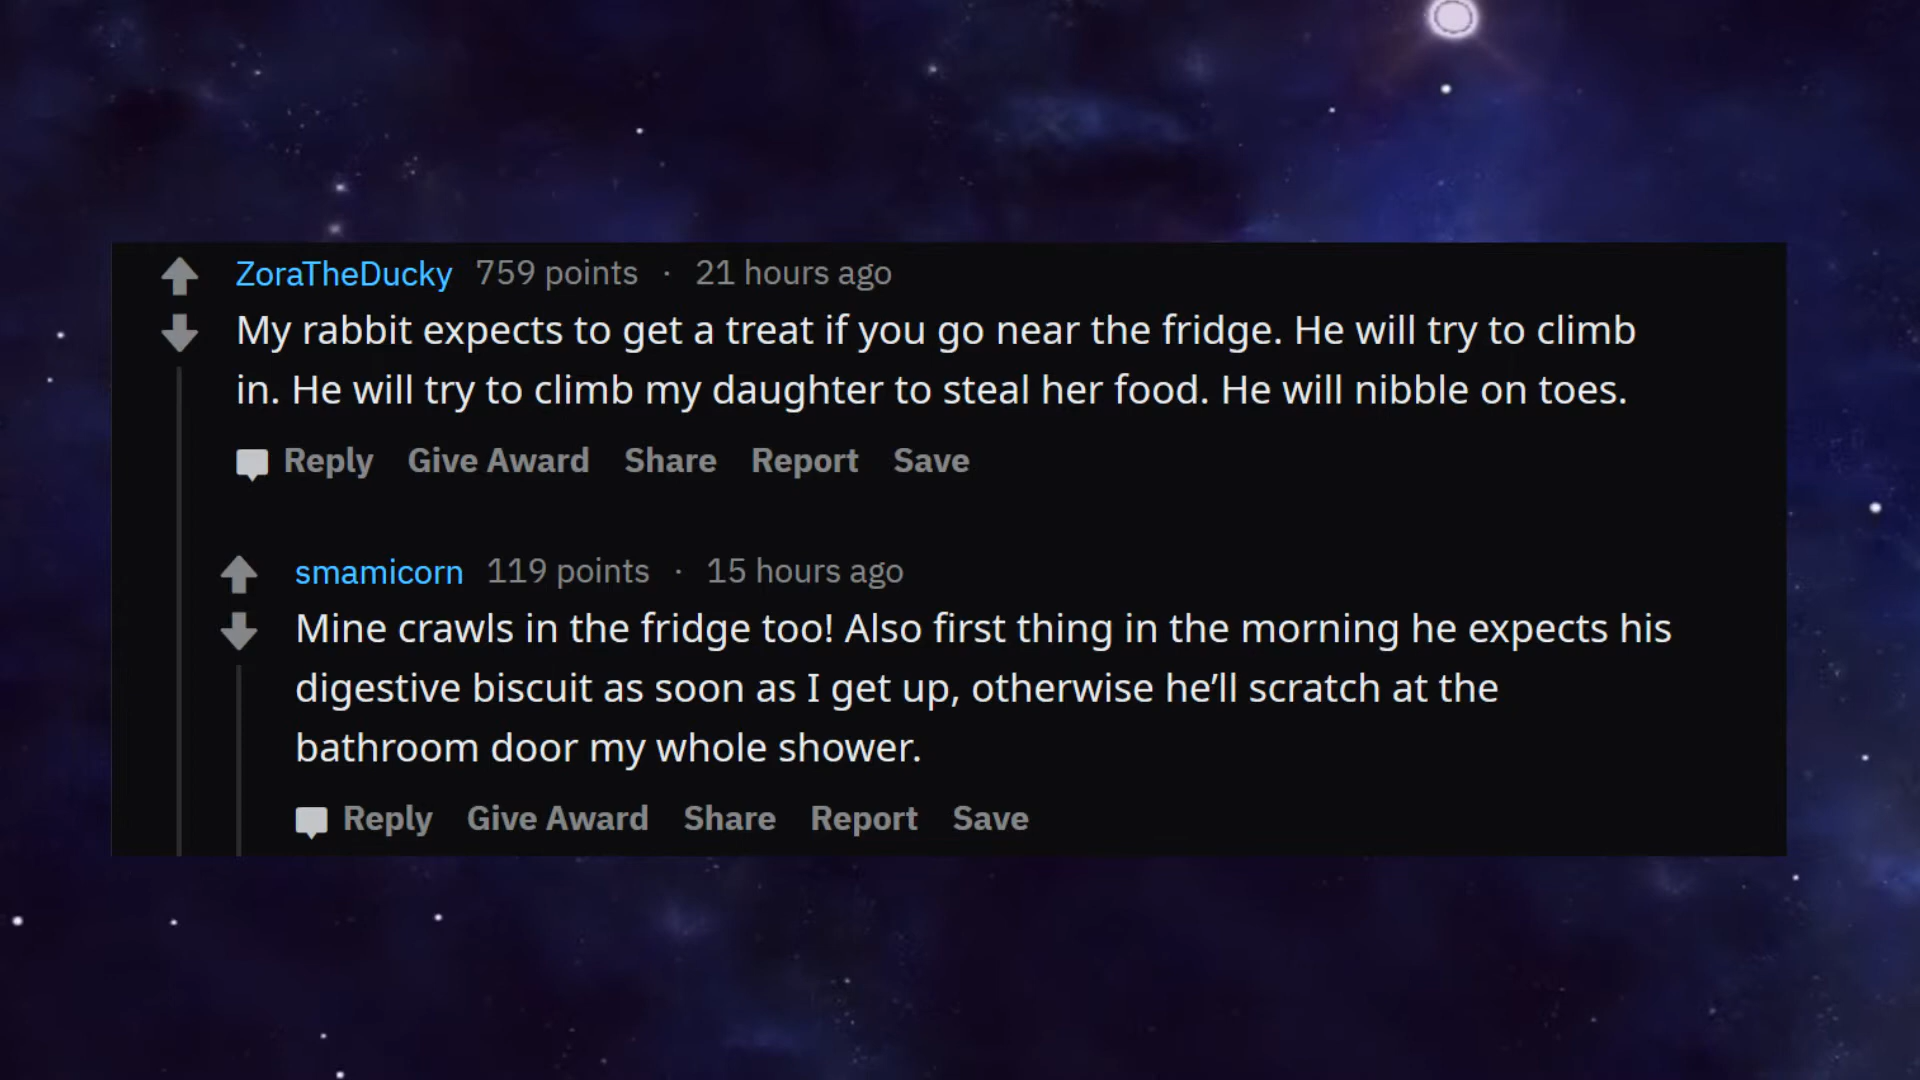 ZoraTheDucky 759 points · 21 hours ago
My rabbit expects to get a treat if you go near the fridge. He will try to climb
in. He will try to climb my daughter to steal her food. He will nibble on toes.
Reply Give Award Share Report Save
smamicorn 119 points · 15 hours ago
Mine crawls in the fridge too! Also first thing in the morning he expects his
digestive biscuit as soon as I get up, otherwise he’ll scratch at the
bathroom door my whole shower.
Reply Give Award Share Report Save